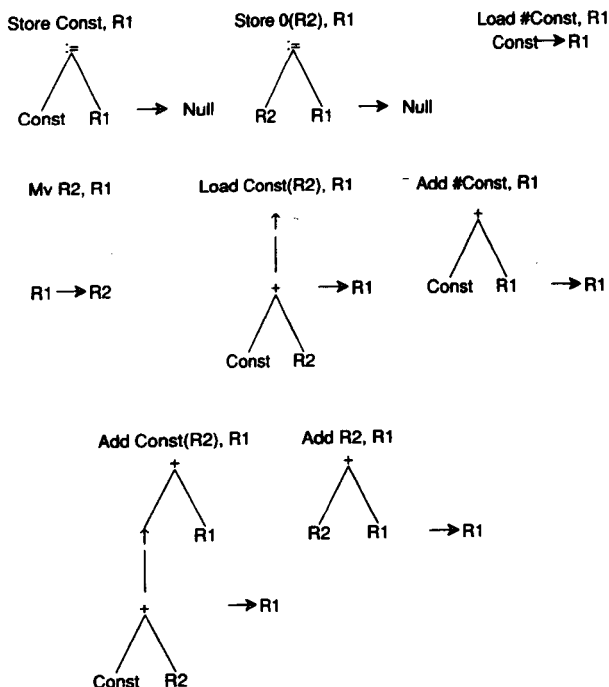 Store Const, R1
:=
Const R1 → Null
Store 0(R2), R1
:=
R2 R1 → Null
Load #Const, R1
Const → R1
Mv R2, R1
R1 → R2
Load Const(R2), R1
↑
+ → R1
Const R2
Add #Const, R1
+
Const R1 → R1
Add Const(R2), R1
+
↑ R1
+ → R1
Const R2
Add R2, R1
+
R2 R1 → R1